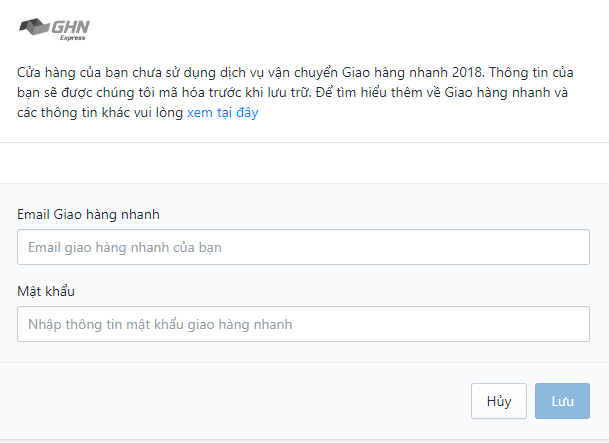 GHN
Express
Cửa hàng của bạn chưa sử dụng dịch vụ vận chuyển Giao hàng nhanh 2018. Thông tin của
bạn sẽ được chúng tôi mã hóa trước khi lưu trữ. Để tìm hiểu thêm về Giao hàng nhanh và
các thông tin khác vui lòng xem tại đây
Email Giao hàng nhanh
Email giao hàng nhanh của bạn
Mật khẩu
Nhập thông tin mật khẩu giao hàng nhanh
Hủy Lưu